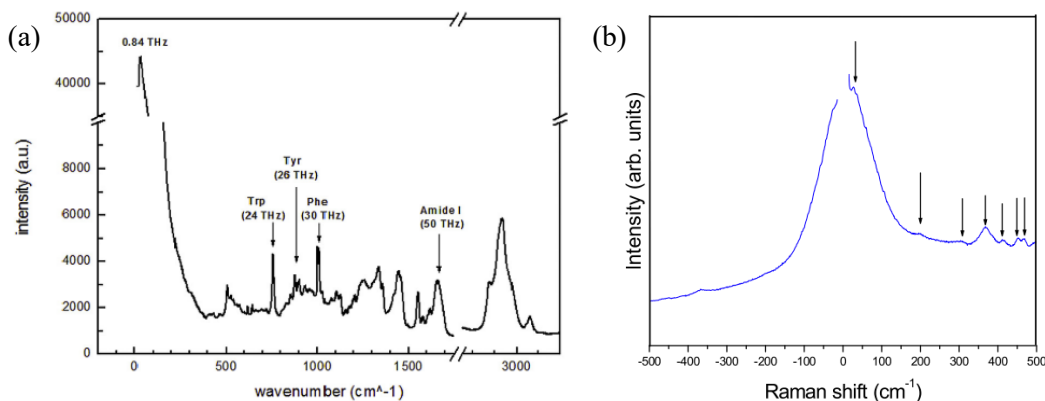 (a)
50000
40000
8000
6000
4000
2000
0
intensity (a.u.)
0.84 THz
Trp
(24 THz)
Tyr
(26 THz)
Phe
(30 THz)
Amide I
(50 THz)
0
500
1000
1500
3000
wavenumber (cm^-1)
(b)
Intensity (arb. units)
-500
-400
-300
-200
-100
0
100
200
300
400
500
Raman shift (cm-1)